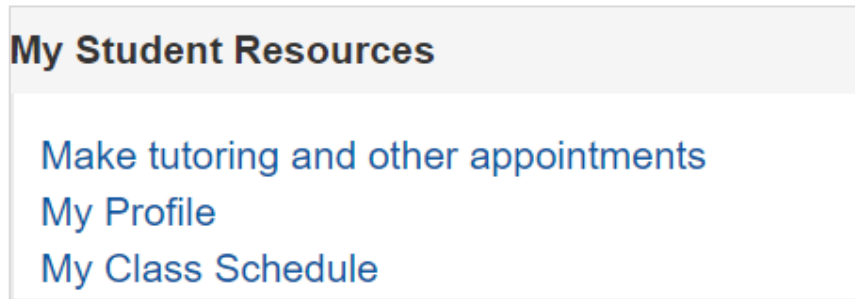 My Student Resources
Make tutoring and other appointments
My Profile
My Class Schedule